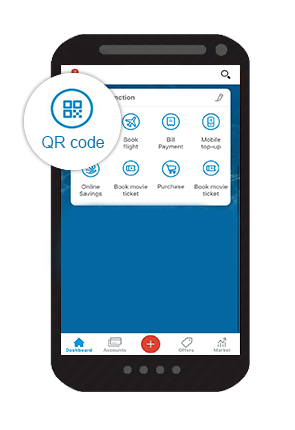 QR code
nction
Book
flight
Bill
Payment
Mobile
top-up
Online
Savings
Book movie
ticket
Purchase
Book movie
ticket
Dashboard
Accounts
Offers
Market